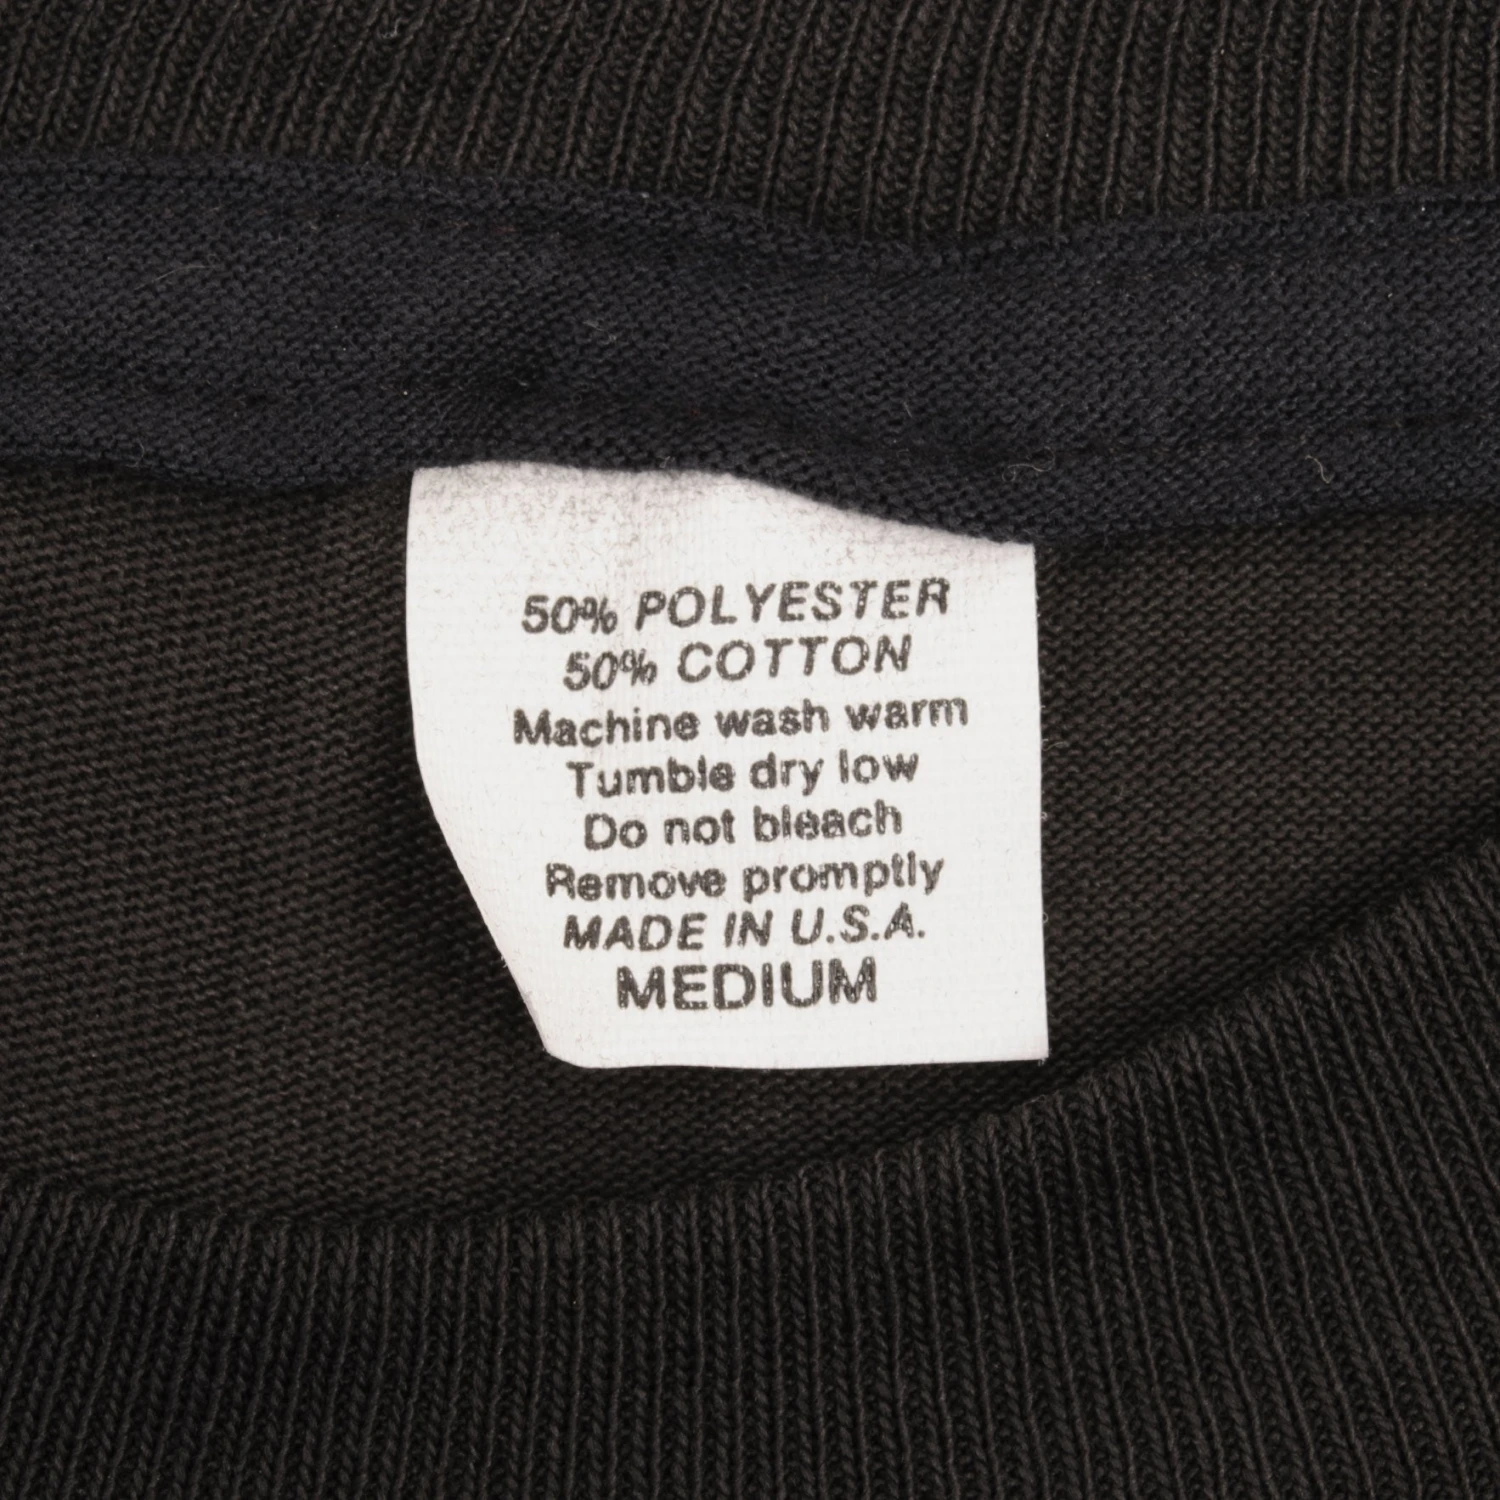 50% POLYESTER
50% COTTON
Machine wash warm
Tumble dry low
Do not bleach
Remove promptly
MADE IN U.S.A.
MEDIUM